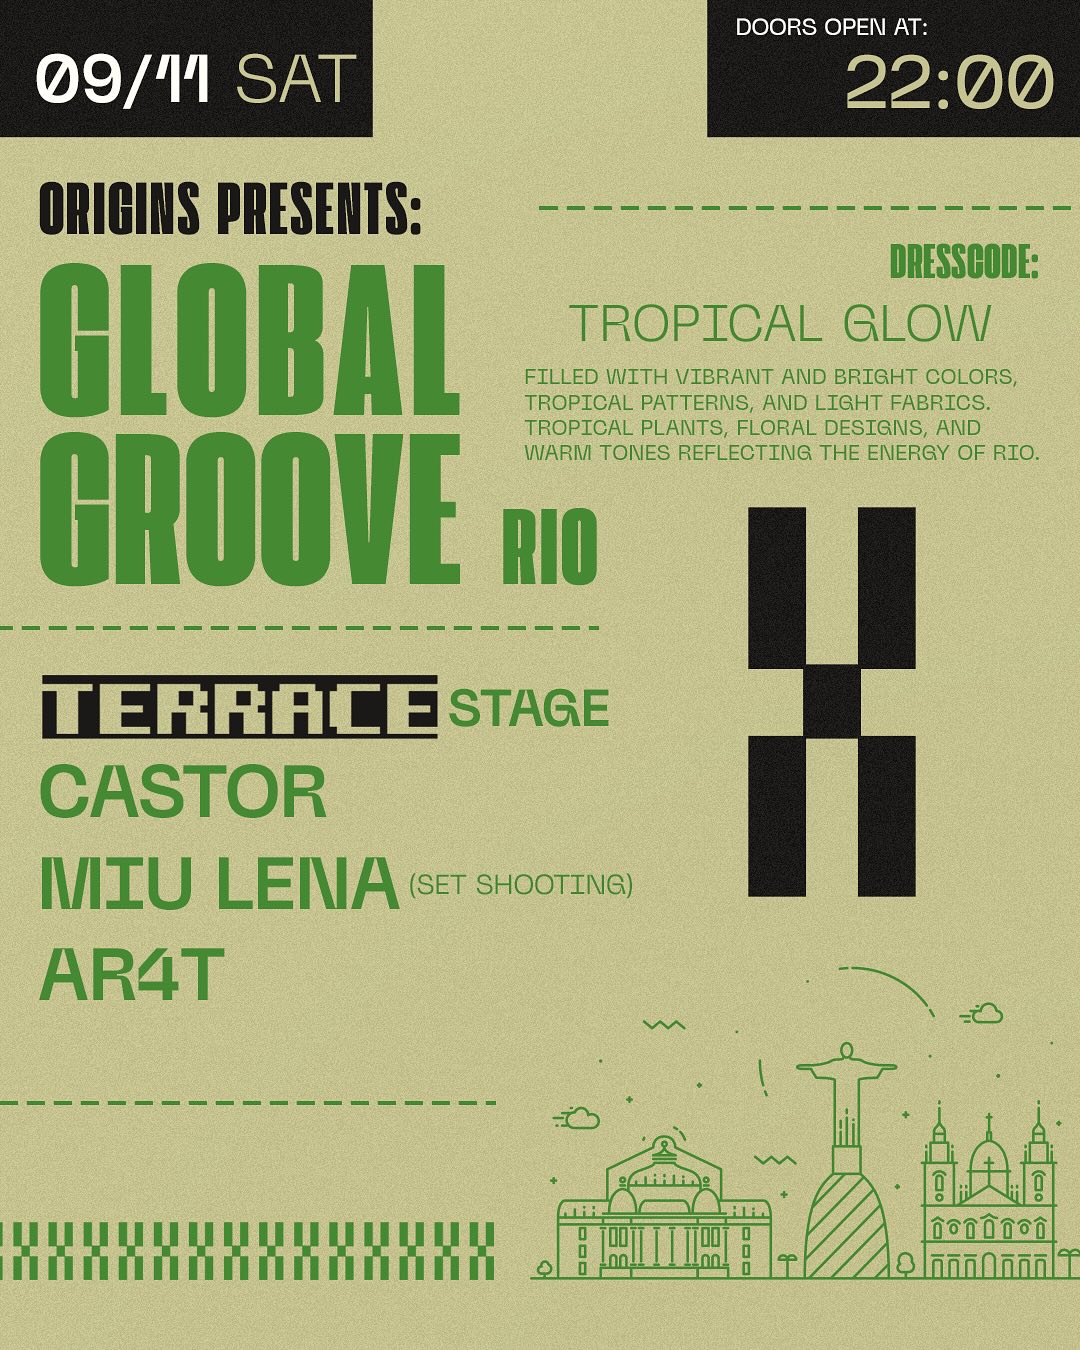 09/11 SAT
DOORS OPEN AT:
22:00
ORIGINS PRESENTS:
GLOBAL
GROOVE RIO
DRESSCODE:
TROPICAL GLOW
FILLED WITH VIBRANT AND BRIGHT COLORS,
TROPICAL PATTERNS, AND LIGHT FABRICS.
TROPICAL PLANTS, FLORAL DESIGNS, AND
WARM TONES REFLECTING THE ENERGY OF RIO.
X
TERRACE STAGE
CASTOR
MIU LENA (SET SHOOTING)
AR4T